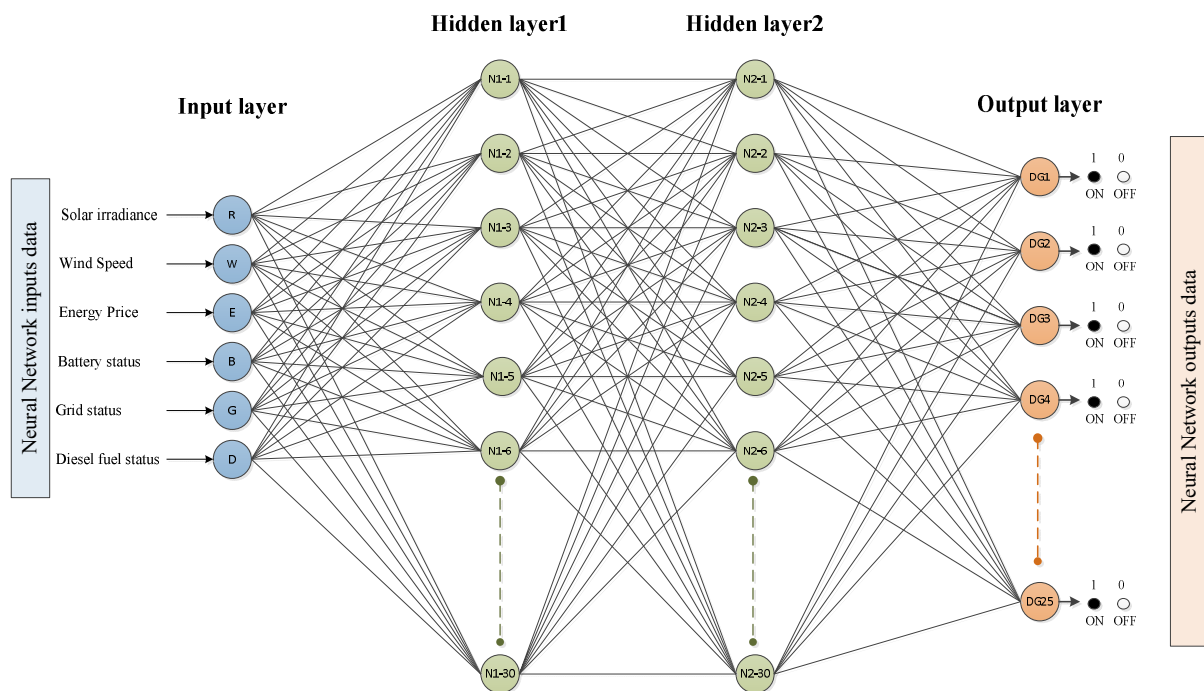 Hidden layer1
Hidden layer2
Input layer
Output layer
Neural Network inputs data
Solar irradiance
Wind Speed
Energy Price
Battery status
Grid status
Diesel fuel status
R
W
E
B
G
D
N1-1
N1-2
N1-3
N1-4
N1-5
N1-6
N1-30
N2-1
N2-2
N2-3
N2-4
N2-5
N2-6
N2-30
DG1
1 0
ON OFF
DG2
1 0
ON OFF
DG3
1 0
ON OFF
DG4
1 0
ON OFF
DG25
1 0
ON OFF
Neural Network outputs data